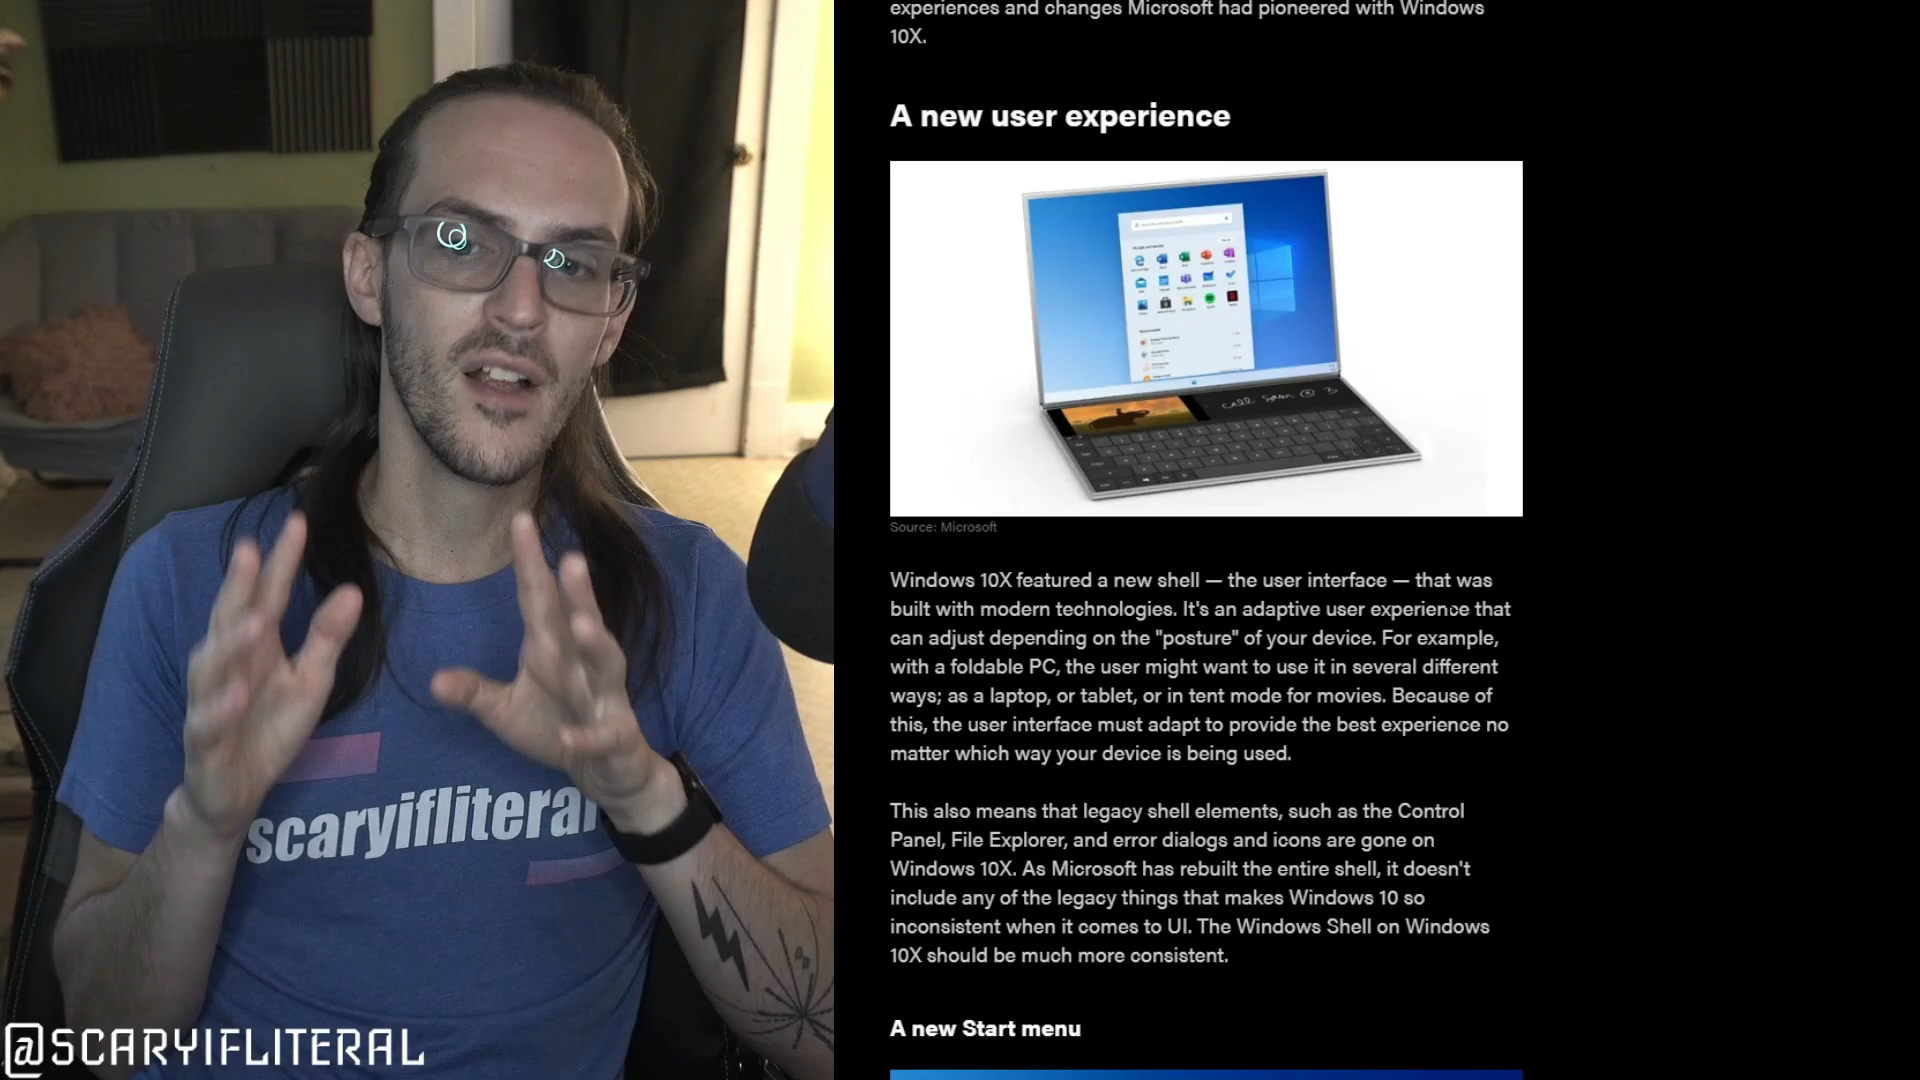 experiences and changes Microsoft had pioneered with Windows
10X.
A new user experience
call sam
Source: Microsoft
Windows 10X featured a new shell — the user interface — that was
built with modern technologies. It's an adaptive user experience that
can adjust depending on the "posture" of your device. For example,
with a foldable PC, the user might want to use it in several different
ways; as a laptop, or tablet, or in tent mode for movies. Because of
this, the user interface must adapt to provide the best experience no
matter which way your device is being used.
This also means that legacy shell elements, such as the Control
Panel, File Explorer, and error dialogs and icons are gone on
Windows 10X. As Microsoft has rebuilt the entire shell, it doesn't
include any of the legacy things that makes Windows 10 so
inconsistent when it comes to UI. The Windows Shell on Windows
10X should be much more consistent.
A new Start menu
scaryifliteral
@SCARYIFLITERAL